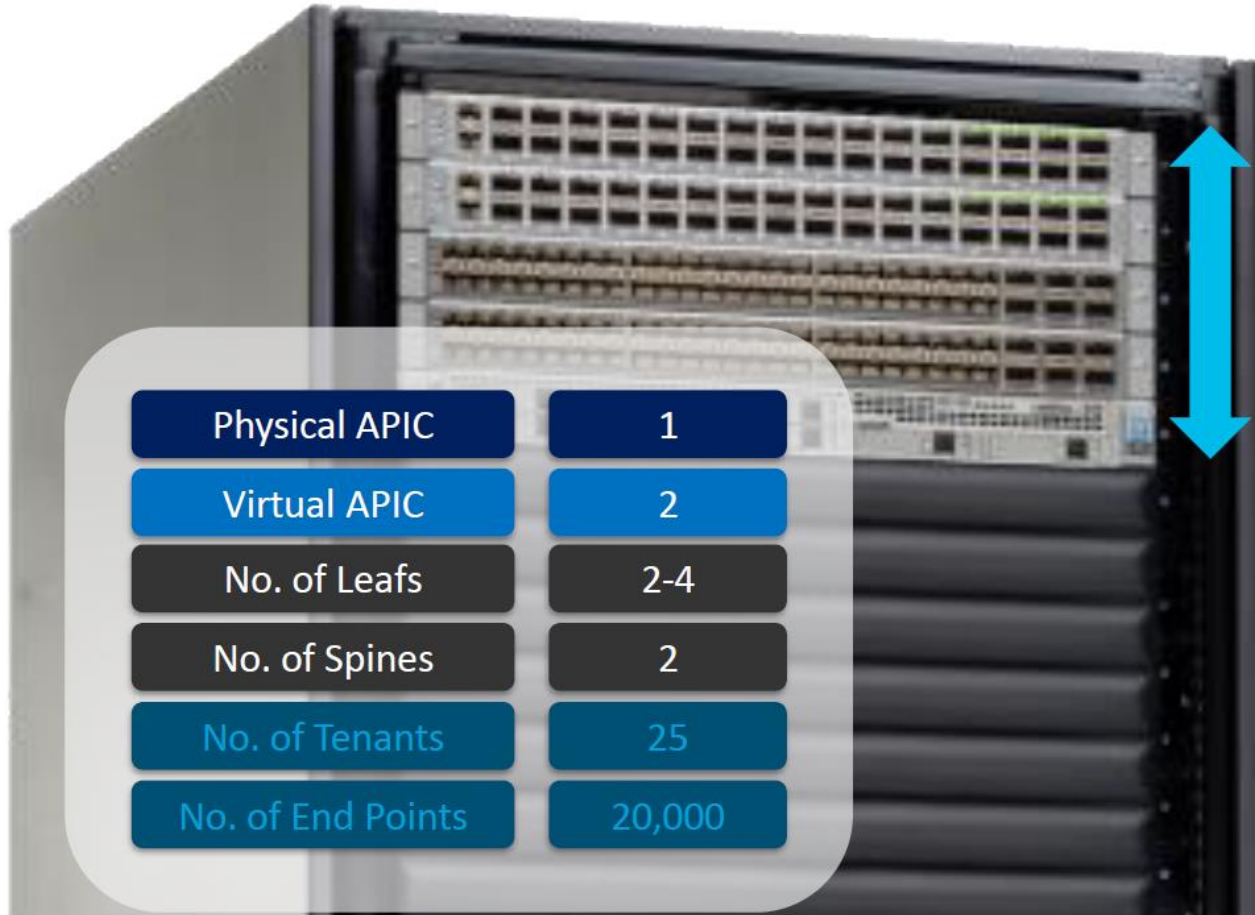 Physical APIC 1
Virtual APIC 2
No. of Leafs 2-4
No. of Spines 2
No. of Tenants 25
No. of End Points 20,000